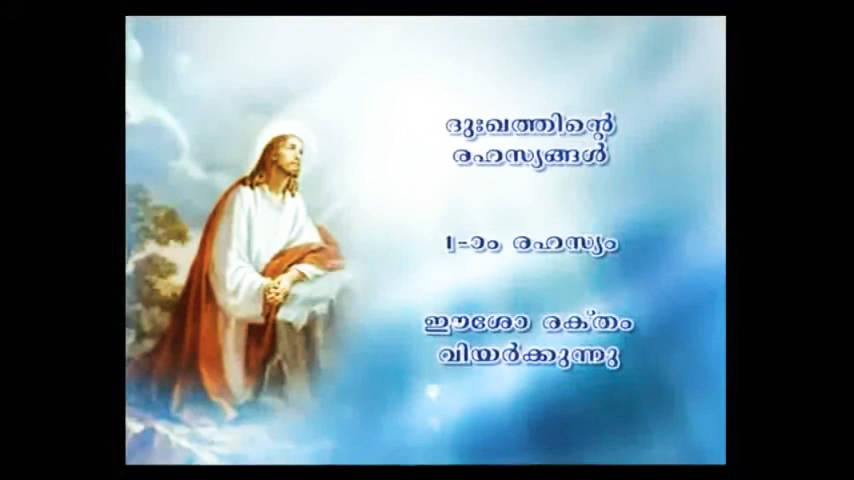 ദുഃഖത്തിന്റെ
രഹസ്യങ്ങൾ
1-ാം രഹസ്യം
ഈശോ രക്തം
വിയർക്കുന്നു